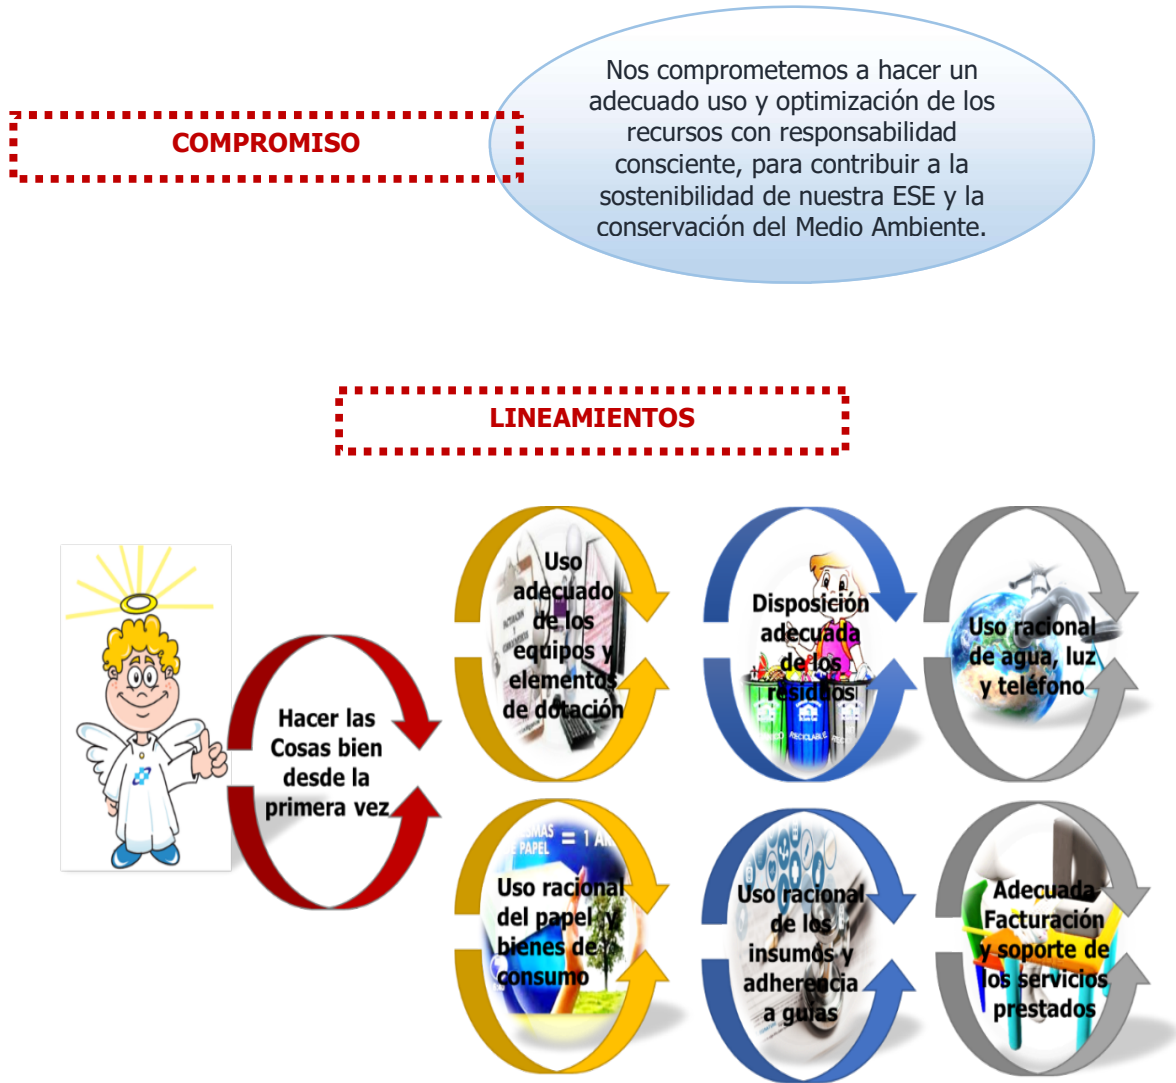 COMPROMISO
Nos comprometemos a hacer un
adecuado uso y optimización de los
recursos con responsabilidad
consciente, para contribuir a la
sostenibilidad de nuestra ESE y la
conservación del Medio Ambiente.
LINEAMIENTOS
Hacer las
Cosas bien
desde la
primera vez
Uso
adecuado
de los
equipos y
elementos
de dotación
Disposición
adecuada
de los
residuos
RECICLABLE
Uso racional
de agua, luz
y teléfono
PAPEL = 1
Uso racional
del papel y
bienes de
consumo
Uso racional
de los
insumos y
adherencia
a guías
Adecuada
Facturación
y soporte de
los servicios
prestados